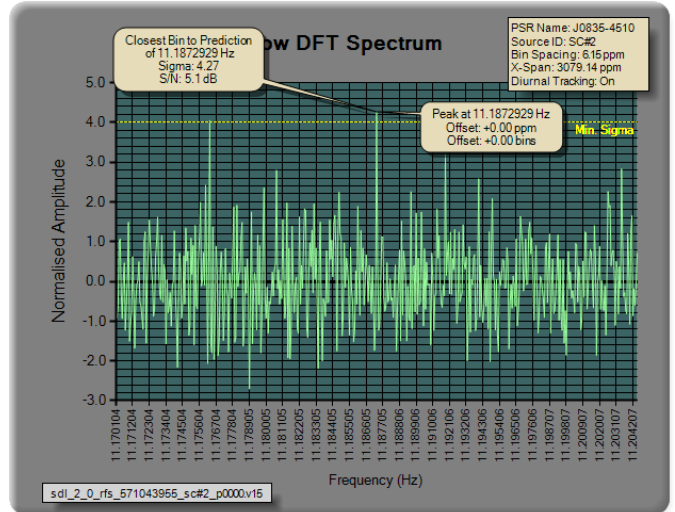 Closest Bin to Prediction
of 11.1872929 Hz
Sigma: 4.27
S/N: 5.1 dB
ow DFT Spectrum
PSR Name: J0835-4510
Source ID: SC#2
Bin Spacing: 6.15 ppm
X-Span: 3079.14 ppm
Diurnal Tracking: On
Peak at 11.1872929 Hz
Offset: +0.00 ppm
Offset: +0.00 bins
Min. Sigma
Normalised Amplitude
5.0
4.0
3.0
2.0
1.0
0.0
-1.0
-2.0
-3.0
11.170104
11.171204
11.172304
11.173404
11.174504
11.175604
11.176704
11.177804
11.178905
11.180005
11.181105
11.182205
11.183305
11.184405
11.185505
11.186605
11.187705
11.188806
11.189906
11.191006
11.192106
11.193206
11.194306
11.195406
11.196506
11.197606
11.198707
11.199807
11.200907
11.202007
11.203107
11.204207
Frequency (Hz)
sdl_2_0_rfs_571043955_sc#2_p0000.v15